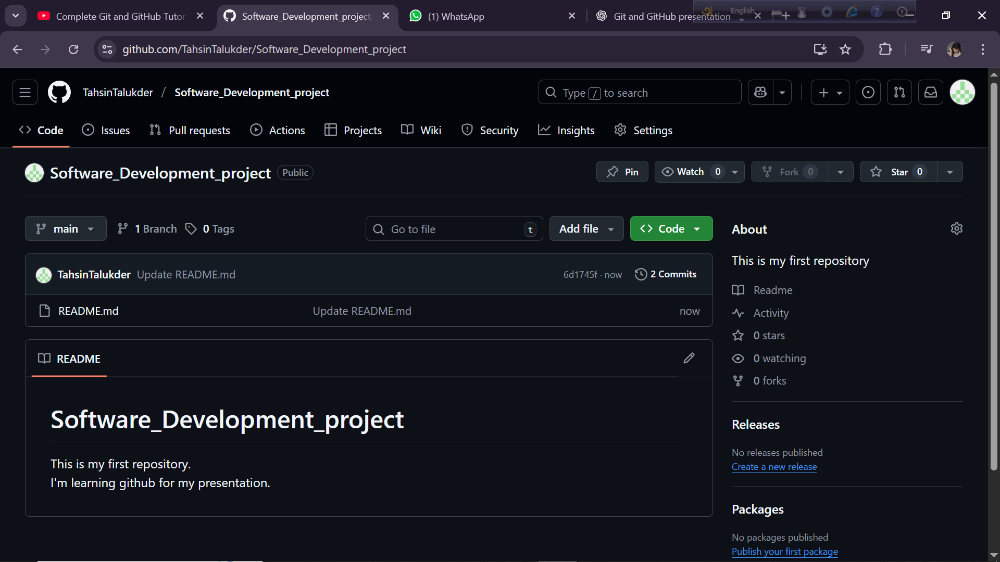 Complete Git and GitHub Tutor
Software_Development_project/
(1) WhatsApp
Git and GitHub presentation
English
github.com/TahsinTalukder/Software_Development_project
TahsinTalukder / Software_Development_project
Type / to search
Code
Issues
Pull requests
Actions
Projects
Wiki
Security
Insights
Settings
Software_Development_project
Public
Pin
Watch 0
Fork 0
Star 0
main
1 Branch
0 Tags
Go to file
t
Add file
Code
TahsinTalukder Update README.md
6d1745f · now
2 Commits
README.md
Update README.md
now
README
Software_Development_project
This is my first repository.
I'm learning github for my presentation.
About
This is my first repository
Readme
Activity
0 stars
0 watching
0 forks
Releases
No releases published
Create a new release
Packages
No packages published
Publish your first package